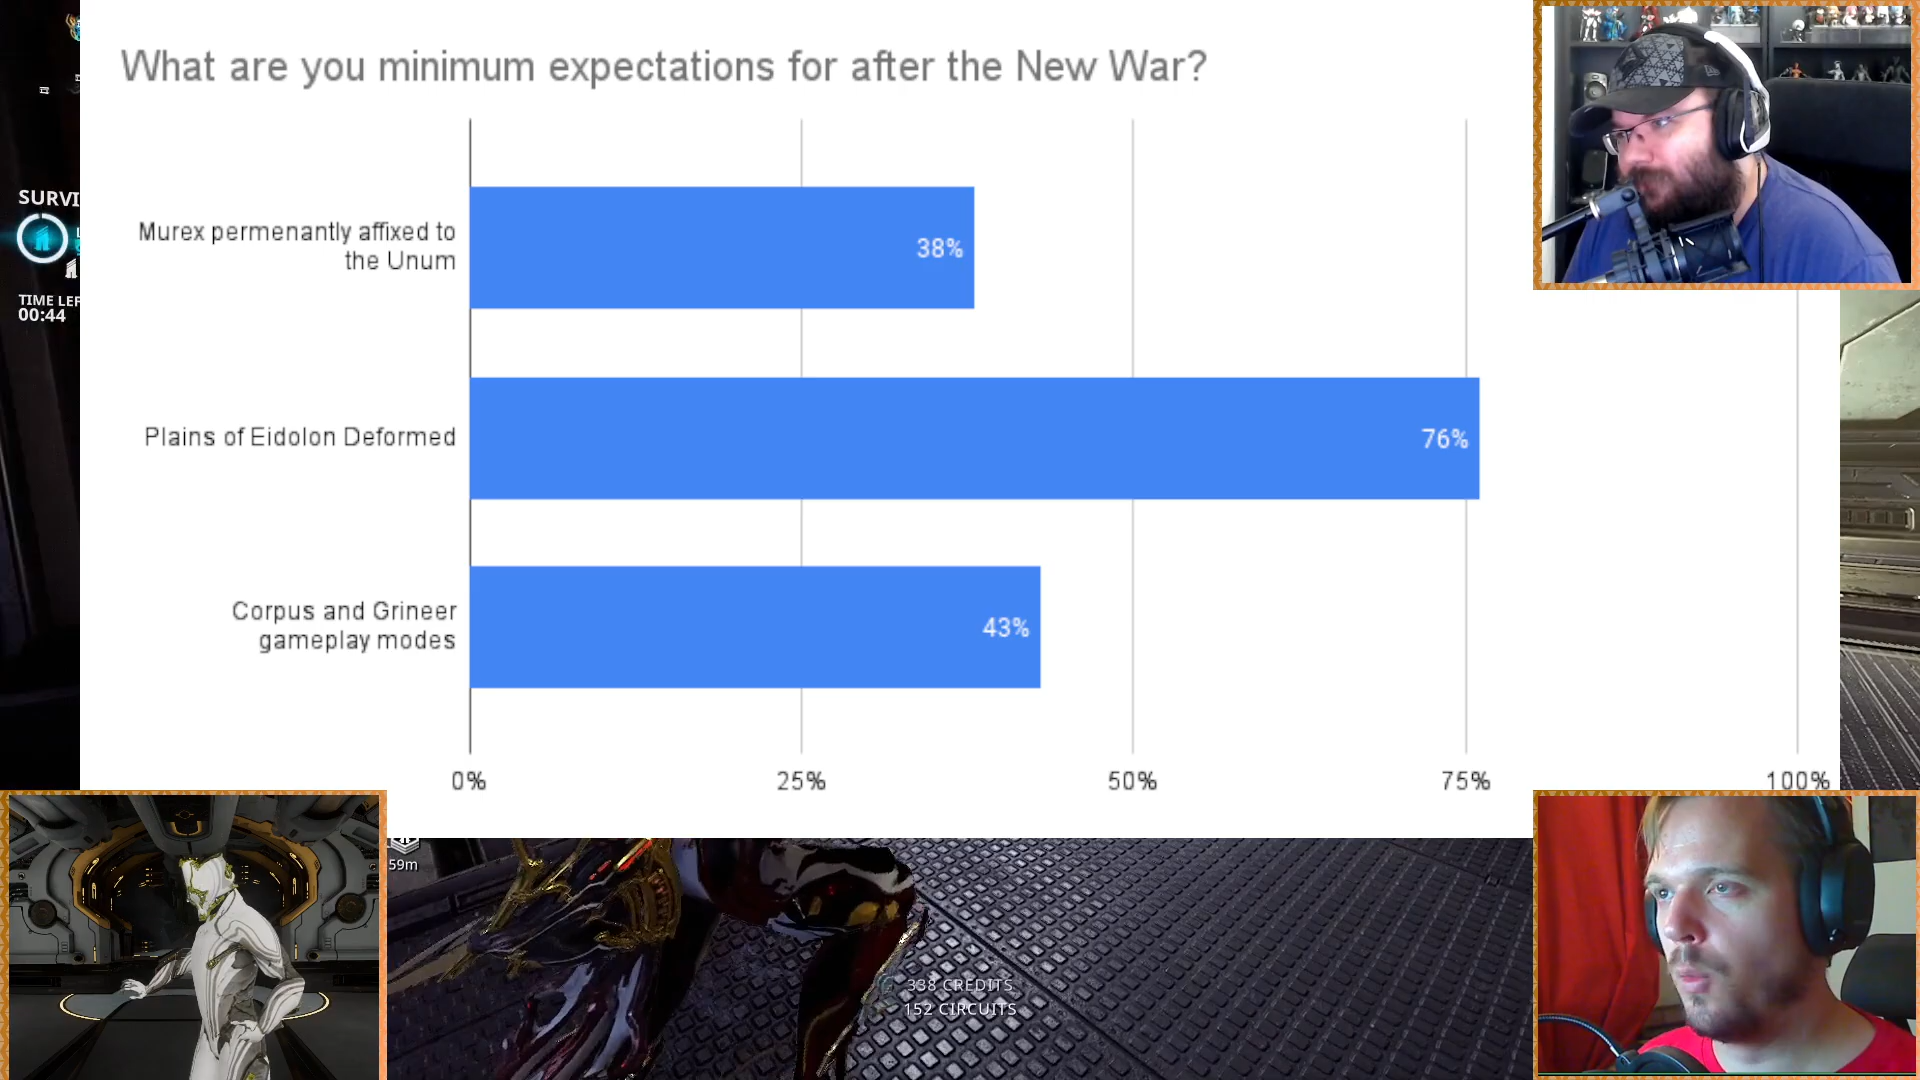 What are you minimum expectations for after the New War?
SURVI
TIME LEF
00:44
Murex permenantly affixed to
the Unum
38%
Plains of Eidolon Deformed
76%
Corpus and Grineer
gameplay modes
43%
0%
25%
50%
75%
100%
59m
338 CREDITS
152 CIRCUITS